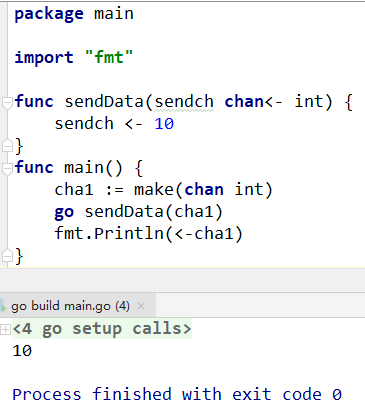 package main
import "fmt"
func sendData(sendch chan<- int) {
    sendch <- 10
}
func main() {
    cha1 := make(chan int)
    go sendData(cha1)
    fmt.Println(<-cha1)
}
go build main.go (4) ×
<4 go setup calls>
10
Process finished with exit code 0